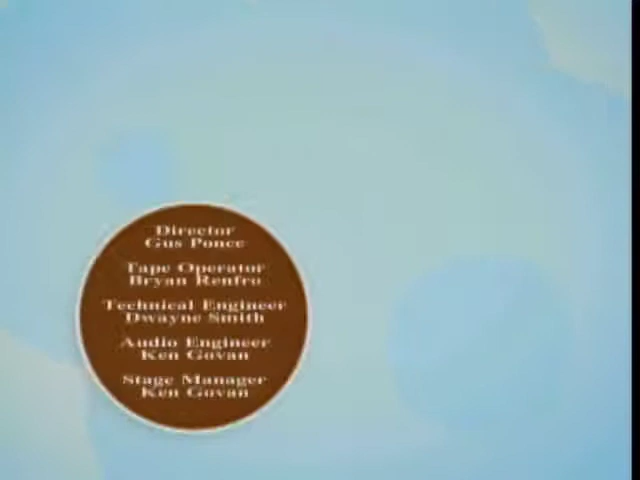 Director
Gus Ponce
Tape Operator
Bryan Renfro
Technical Engineer
Dwayne Smith
Audio Engineer
Ken Govan
Stage Manager
Ken Govan